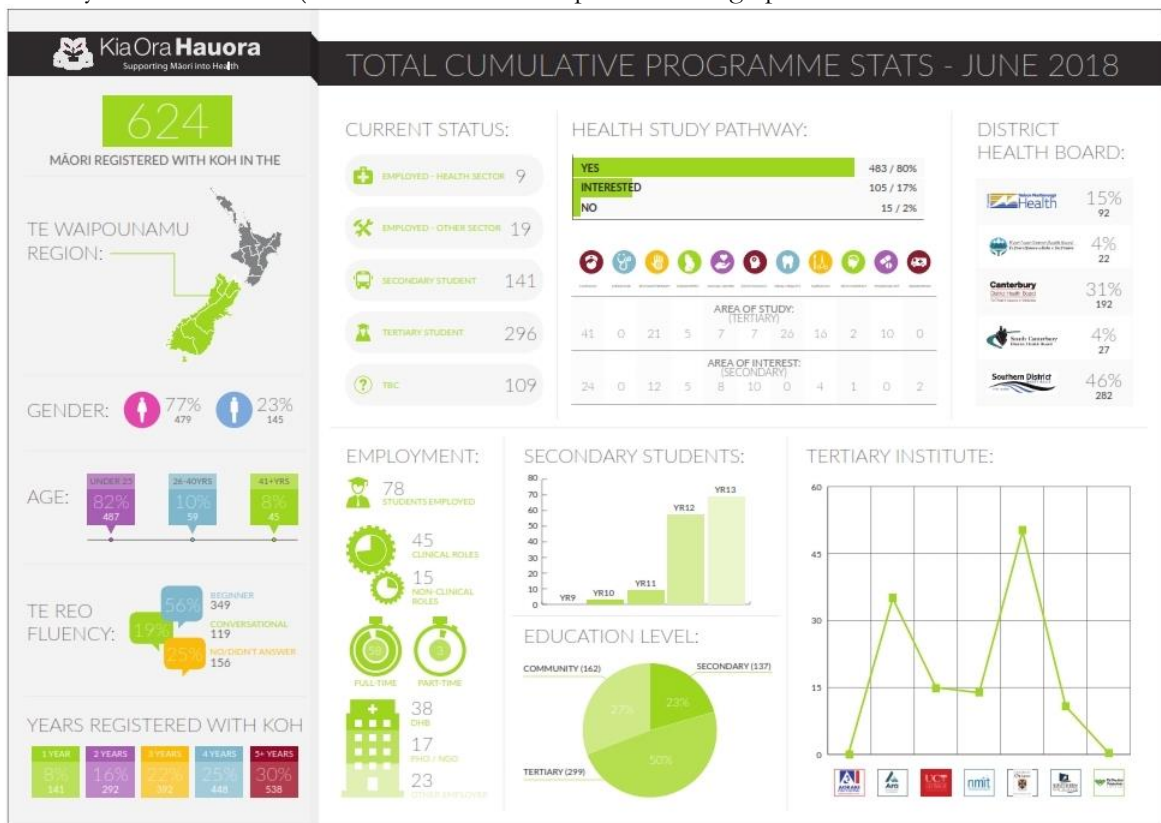 Kia Ora Hauora
Supporting Māori into Health
TOTAL CUMULATIVE PROGRAMME STATS - JUNE 2018
624
MĀORI REGISTERED WITH KOH IN THE
TE WAIPOUNAMU
REGION:
GENDER:
77%
479
23%
145
AGE:
UNDER 25
82%
487
26-40YRS
10%
59
41+YRS
8%
45
TE REO
FLUENCY:
56%
BEGINNER
349
19%
CONVERSATIONAL
119
25%
NO/DIDN'T ANSWER
156
YEARS REGISTERED WITH KOH
1 YEAR
8%
141
2 YEARS
16%
292
3 YEARS
22%
392
4 YEARS
25%
448
5+ YEARS
30%
538
CURRENT STATUS:
EMPLOYED - HEALTH SECTOR 9
EMPLOYED - OTHER SECTOR 19
SECONDARY STUDENT 141
TERTIARY STUDENT 296
TBC 109
HEALTH STUDY PATHWAY:
YES 483 / 80%
INTERESTED 105 / 17%
NO 15 / 2%
AREA OF STUDY:
(TERTIARY)
41 0 21 5 7 7 26 16 2 10 0
AREA OF INTEREST:
(SECONDARY)
24 0 12 5 8 10 0 4 1 0 2
DISTRICT
HEALTH BOARD:
Health
15%
92
4%
22
Canterbury
District Health Board
31%
192
South Canterbury
District Health Board
4%
27
Southern District
46%
282
EMPLOYMENT:
78
STUDENTS EMPLOYED
45
CLINICAL ROLES
15
NON-CLINICAL
ROLES
58
FULL-TIME
3
PART-TIME
38
DHB
17
PHO / NGO
23
OTHER EMPLOYER
SECONDARY STUDENTS:
80
70
60
50
40
30
20
10
0
YR9
YR10
YR11
YR12
YR13
EDUCATION LEVEL:
COMMUNITY (162)
27%
SECONDARY (137)
23%
TERTIARY (299)
50%
TERTIARY INSTITUTE:
60
45
30
15
0
AORAKI
Ara
UC
nmit